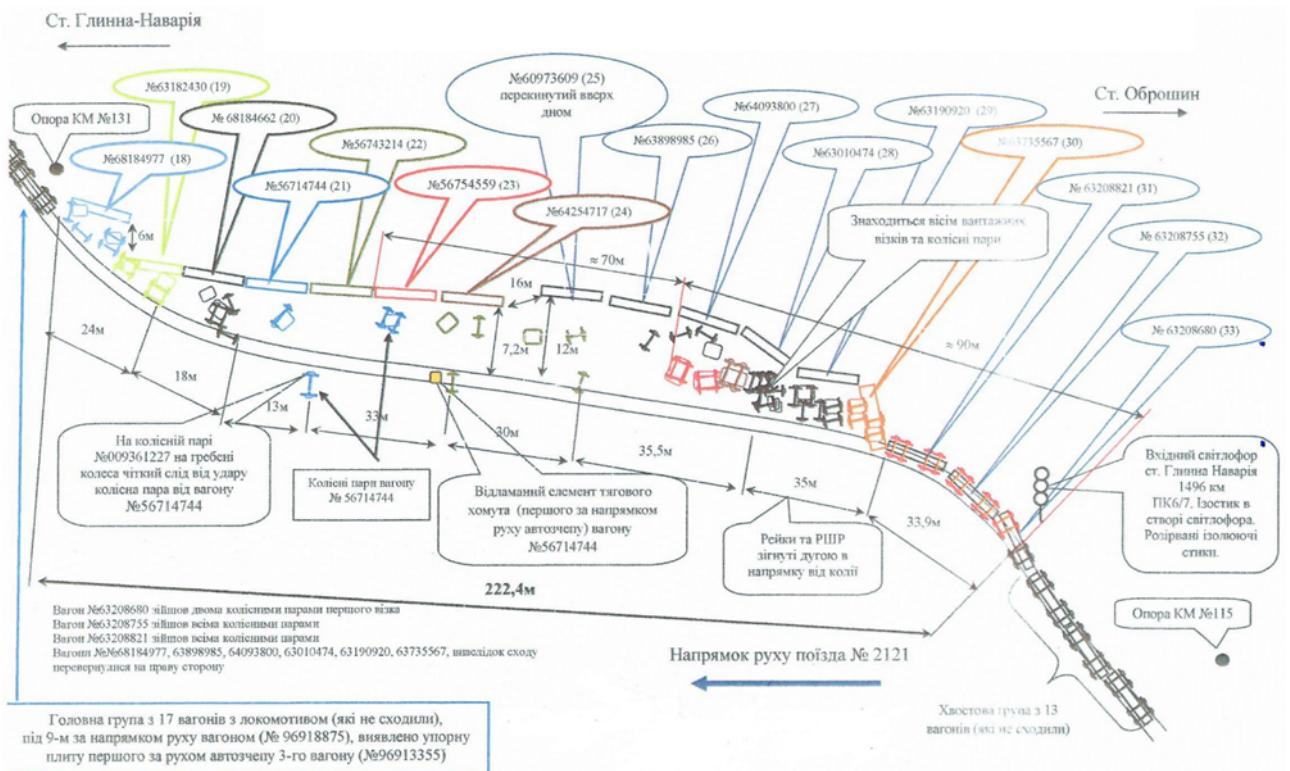 Ст. Глинна-Наварія
Ст. Оброшин
Опора КМ №131
№63182430 (19)
№ 68184662 (20)
№56743214 (22)
№60973609 (25)
перекинутий вверх
дном
№64093800 (27)
№63190920 (29)
№68184977 (18)
№56714744 (21)
№56754559 (23)
№64254717 (24)
№63898985 (26)
№63010474 (28)
№63735567 (30)
№ 63208821 (31)
№ 63208755 (32)
№ 63208680 (33)
Знаходиться вісім вантажних
візків та колісні пари
6м
≈ 70м
16м
≈ 90м
7,2м
12м
24м
18м
13м
33м
30м
35,5м
35м
33,9м
На колісній парі
№009361227 на гребені
колеса чіткий слід від удару
колісна пара від вагону
№56714744
Колісні пари вагону
№ 56714744
Відламаний елемент тягового
хомута (першого за напрямком
руху автозчепу) вагону
№56714744
Рейки та РШР
зігнуті дугою в
напрямку від колії
Вхідний світлофор
ст. Глинна Наварія
1496 км
ПК6/7. Ізостик в
створі світлофора.
Розірвані ізолюючі
стики.
222,4м
Вагон №63208680 зійшов двома колісними парами першого візка
Вагон №63208755 зійшов всіма колісними парами
Вагон №63208821 зійшов всіма колісними парами
Вагони №№68184977, 63898985, 64093800, 63010474, 63190920, 63735567, внаслідок сходу
перевернулися на праву сторону
Напрямок руху поїзда № 2121
Опора КМ №115
Хвостова група з 13
вагонів (які не сходили)
Головна група з 17 вагонів з локомотивом (які не сходили),
під 9-м за напрямком руху вагоном (№ 96918875), виявлено упорну
плиту першого за рухом автозчепу 3-го вагону (№96913355)